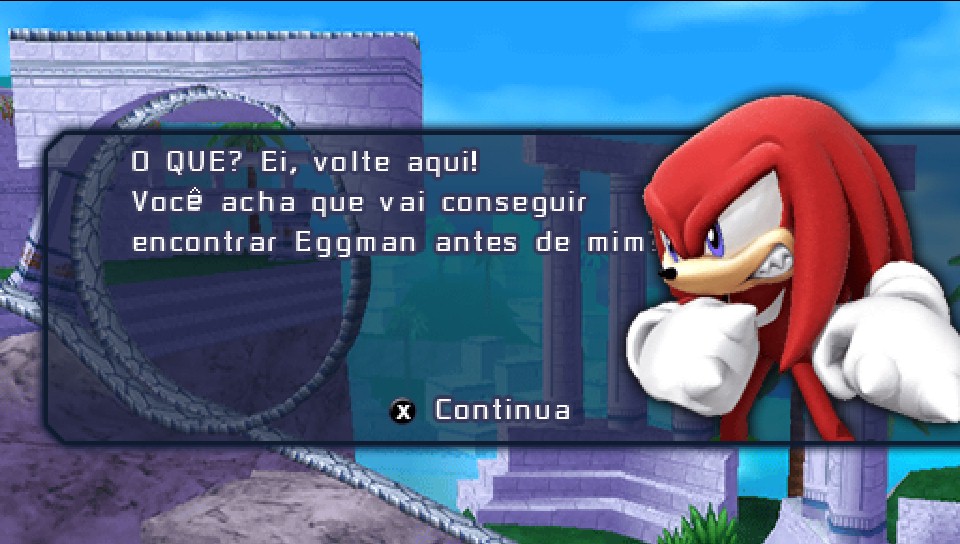 O QUE? Ei, volte aqui!
Você acha que vai conseguir
encontrar Eggman antes de mim?
X Continua